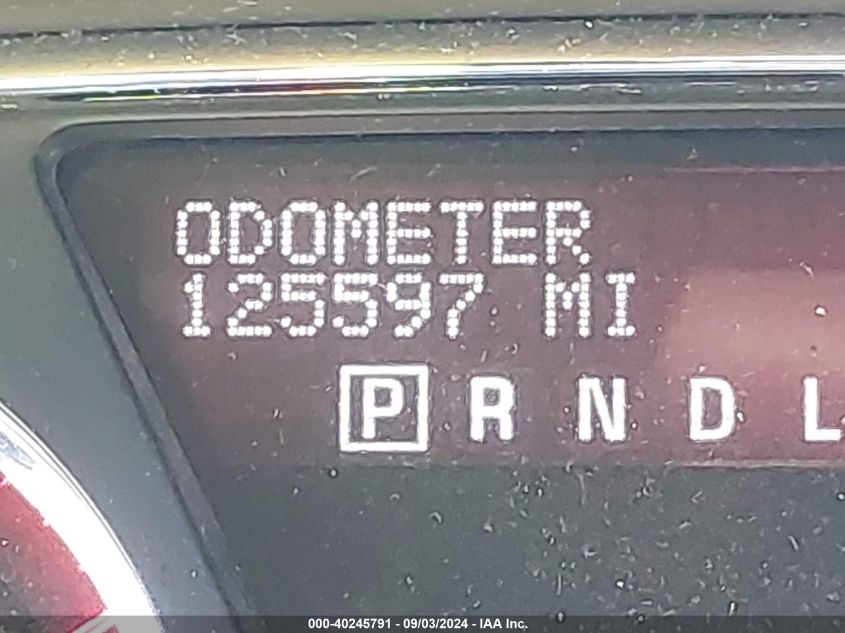 ODOMETER
125597 MI
P R N D L
000-40245791 - 09/03/2024 - IAA Inc.